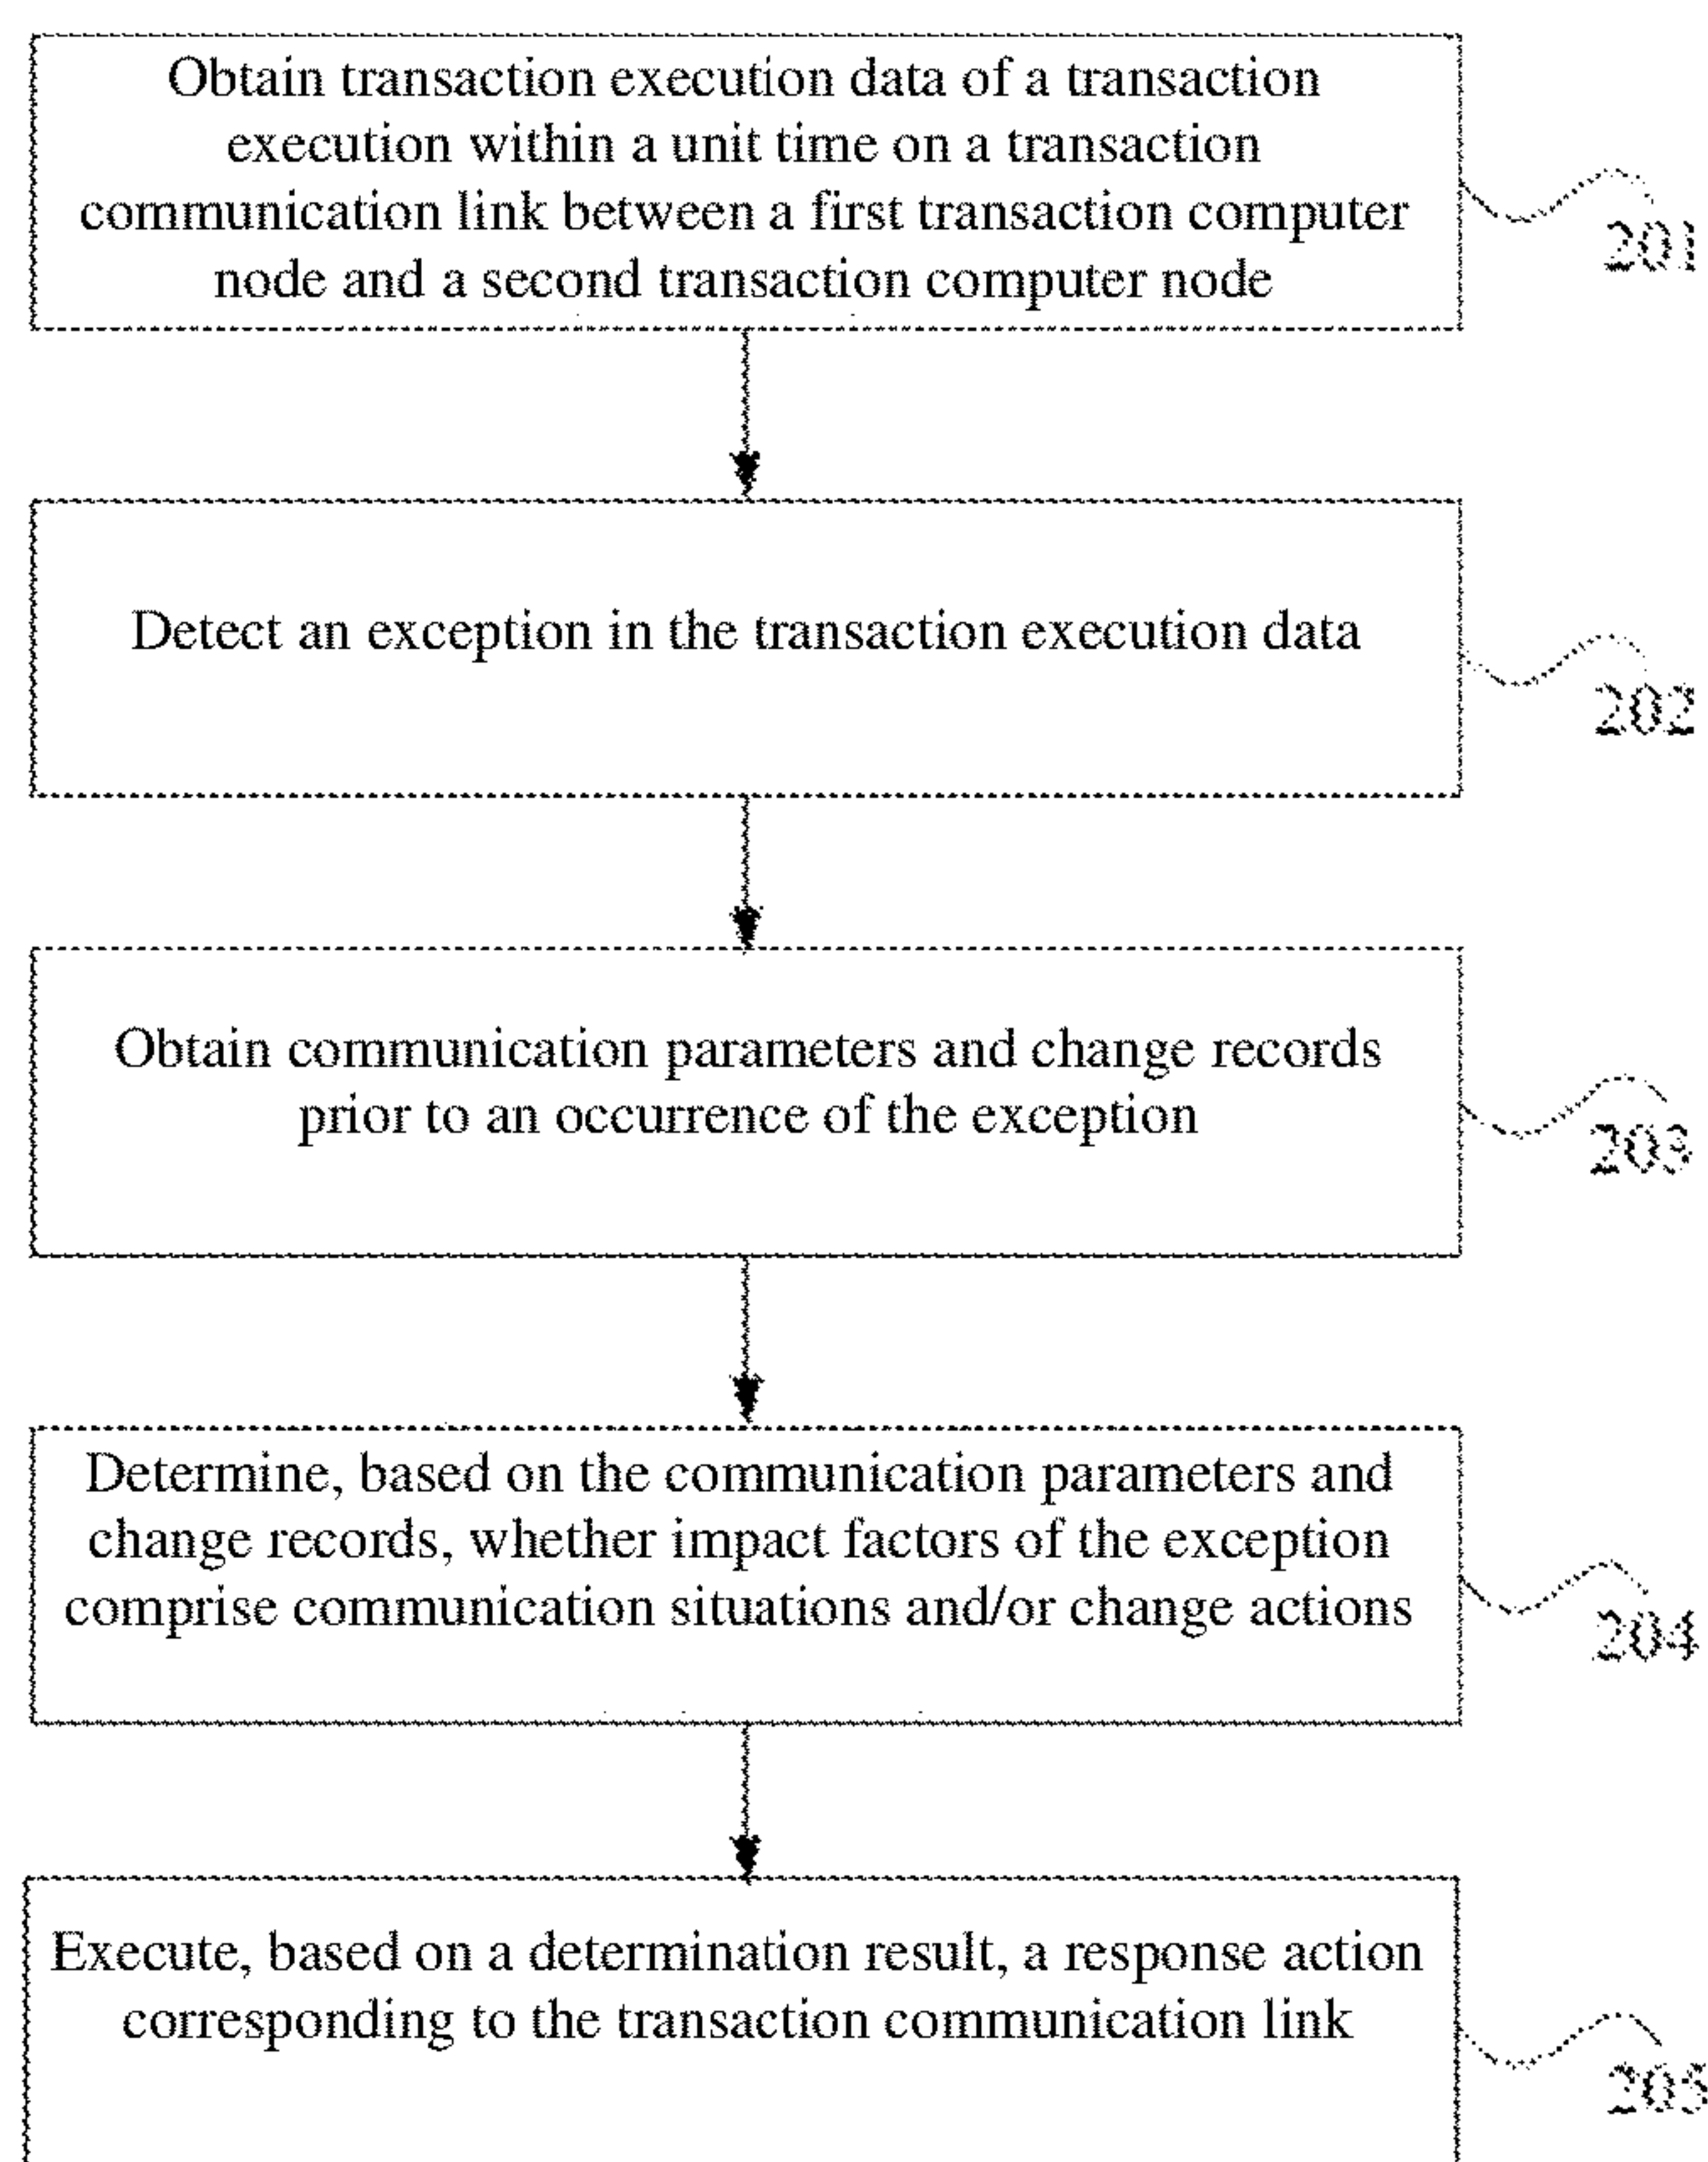 Obtain transaction execution data of a transaction
execution within a unit time on a transaction
communication link between a first transaction computer
node and a second transaction computer node
201
Detect an exception in the transaction execution data
202
Obtain communication parameters and change records
prior to an occurrence of the exception
203
Determine, based on the communication parameters and
change records, whether impact factors of the exception
comprise communication situations and/or change actions
204
Execute, based on a determination result, a response action
corresponding to the transaction communication link
205